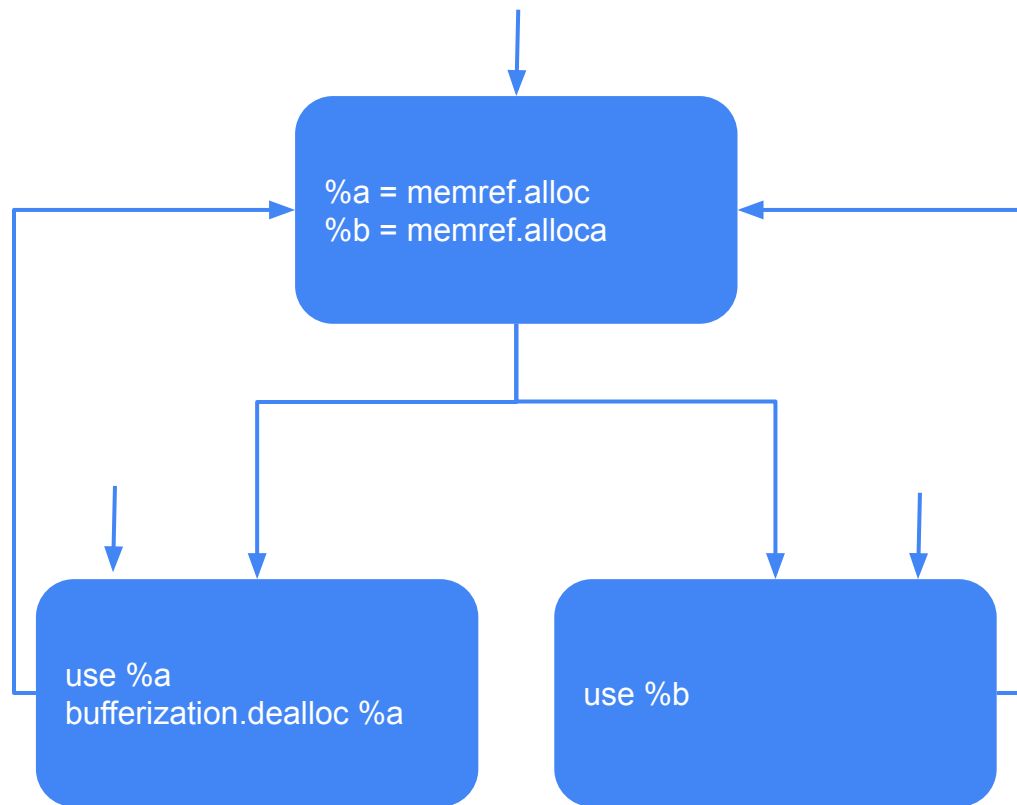 %a = memref.alloc
%b = memref.alloca
use %a
bufferization.dealloc %a
use %b